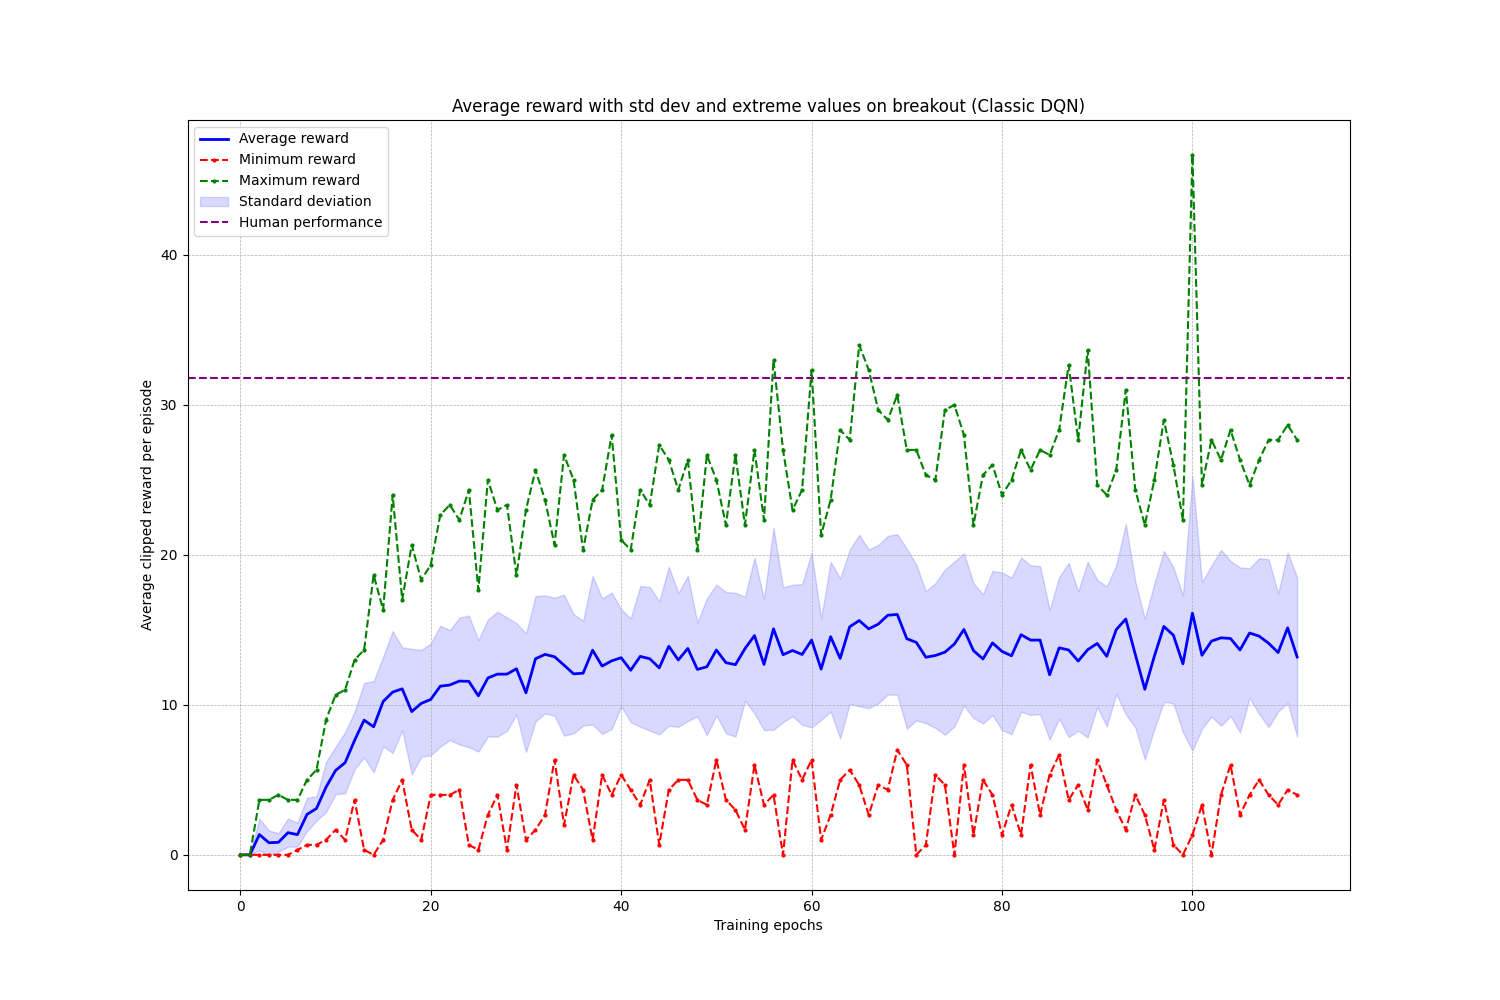 Average reward with std dev and extreme values on breakout (Classic DQN)
Average reward
Minimum reward
Maximum reward
Standard deviation
Human performance
Average clipped reward per episode
40
30
20
10
0
0 20 40 60 80 100
Training epochs